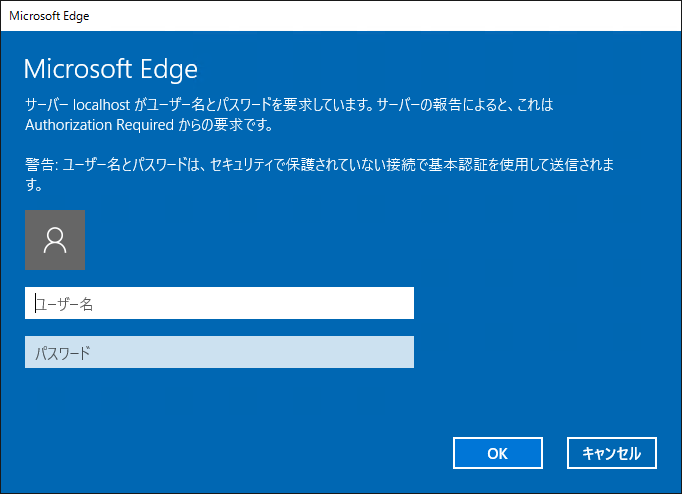 Microsoft Edge
Microsoft Edge
サーバー localhost がユーザー名とパスワードを要求しています。サーバーの報告によると、これは
Authorization Required からの要求です。
警告: ユーザー名とパスワードは、セキュリティで保護されていない接続で基本認証を使用して送信されま
す。
ユーザー名
パスワード
OK
キャンセル